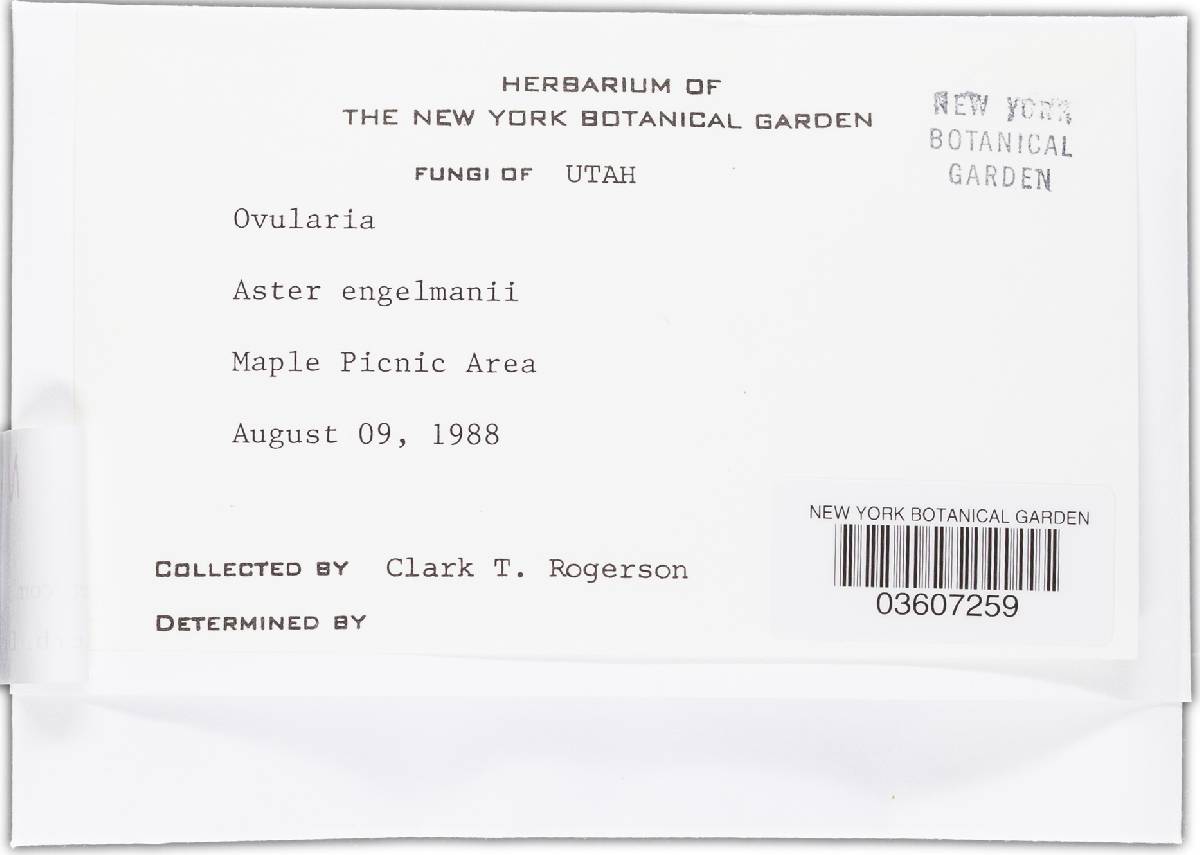 HERBARIUM OF
THE NEW YORK BOTANICAL GARDEN
FUNGI OF UTAH
NEW YORK
BOTANICAL
GARDEN
Ovularia
Aster engelmanii
Maple Picnic Area
August 09, 1988
COLLECTED BY Clark T. Rogerson
DETERMINED BY
NEW YORK BOTANICAL GARDEN
03607259